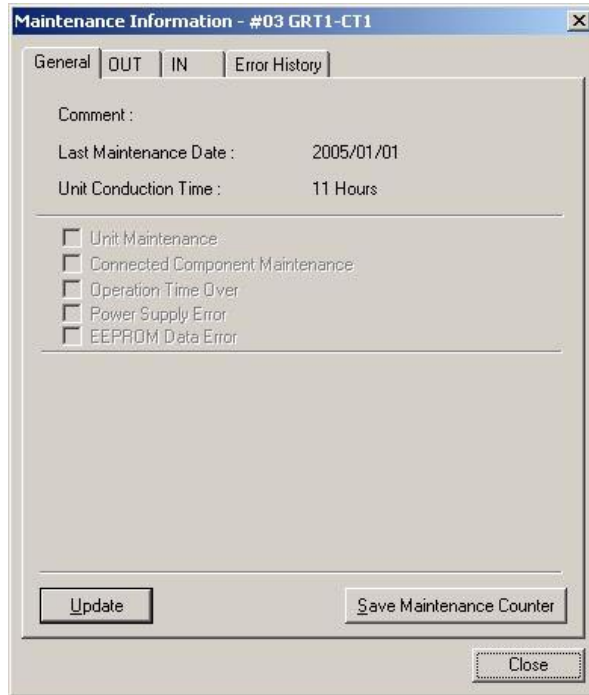 Maintenance Information - #03 GRT1-CT1
General OUT IN Error History
Comment :
Last Maintenance Date : 2005/01/01
Unit Conduction Time : 11 Hours
Unit Maintenance
Connected Component Maintenance
Operation Time Over
Power Supply Error
EEPROM Data Error
Update Save Maintenance Counter
Close